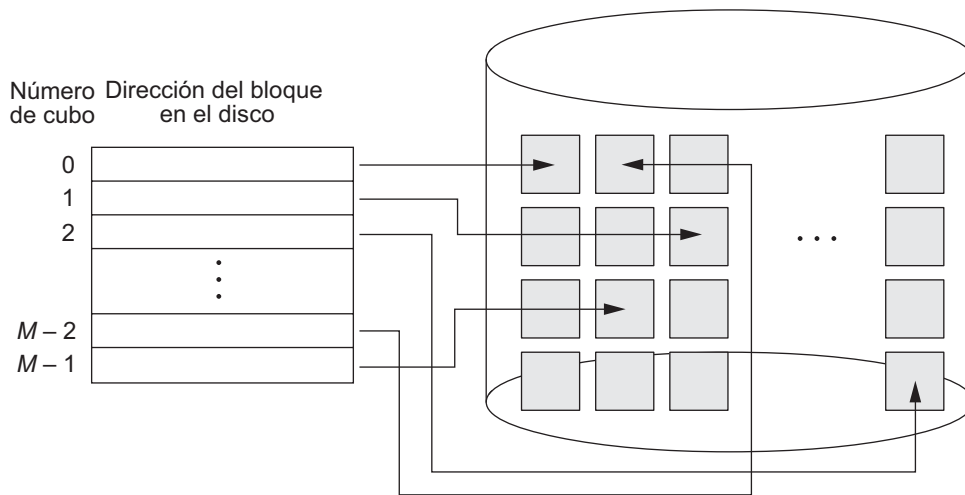 Número de cubo
Dirección del bloque en el disco
0
1
2
M – 2
M – 1
. . .